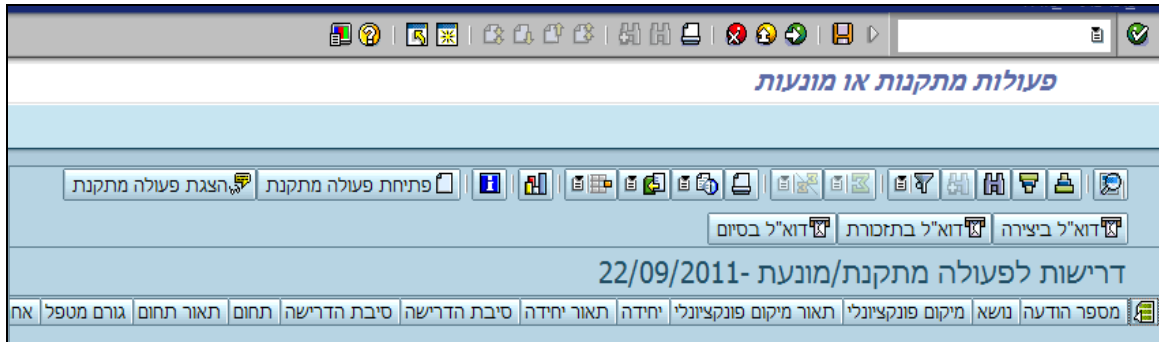 פעולות מתקנות או מונעות
פתיחת פעולה מתקנת הצגת פעולה מתקנת
דוא"ל ביצירה דוא"ל בתזכורת דוא"ל בסיום
דרישות לפעולה מתקנת/מונעת -22/09/2011
מספר הודעה נושא מיקום פונקציונלי תאור מיקום פונקציונלי יחידה תאור יחידה סיבת הדרישה סיבת הדרישה תחום תאור תחום גורם מטפל אח